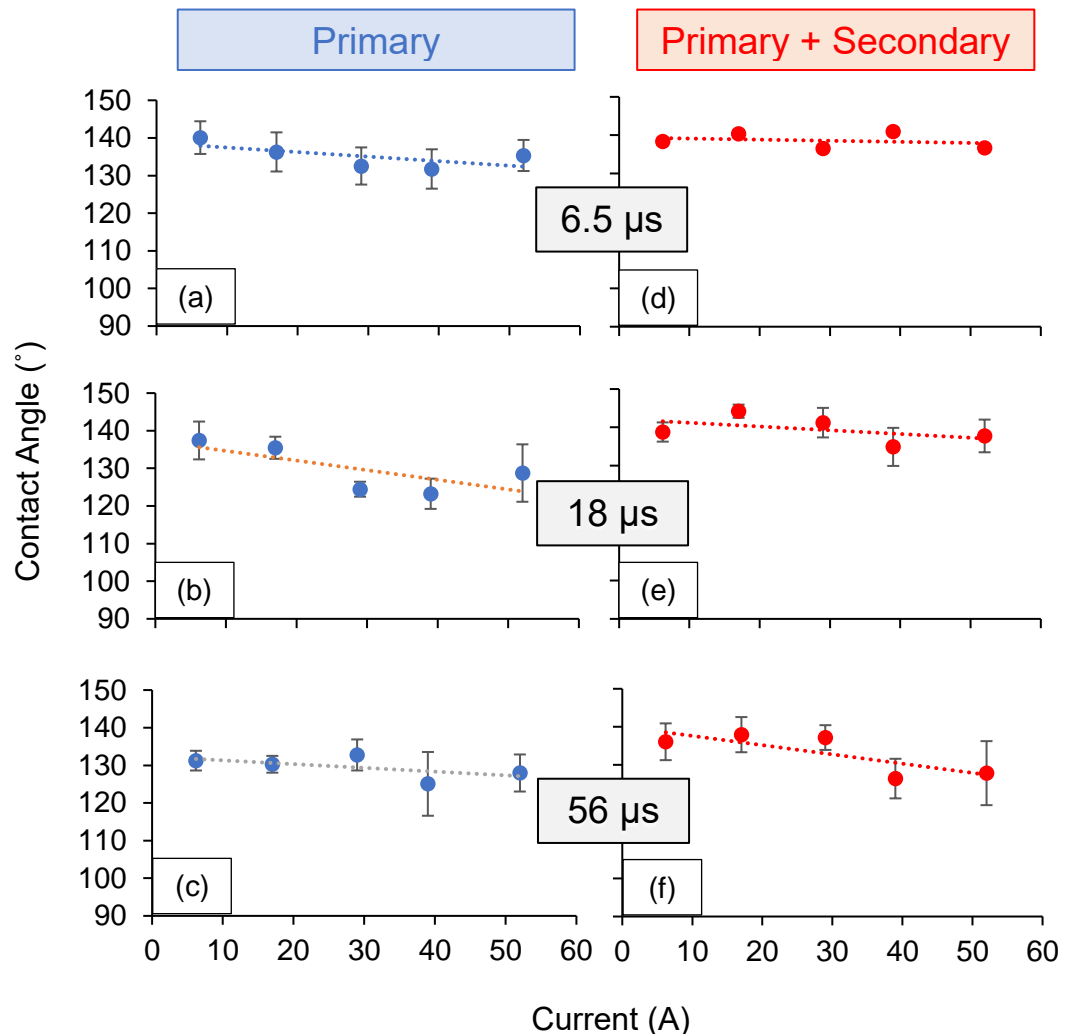 Primary
Primary + Secondary
Contact Angle (˚)
150
140
130
120
110
100
90
(a)
6.5 µs
(d)
150
140
130
120
110
100
90
(b)
18 µs
(e)
150
140
130
120
110
100
90
(c)
56 µs
(f)
0 10 20 30 40 50 60
0 10 20 30 40 50 60
Current (A)